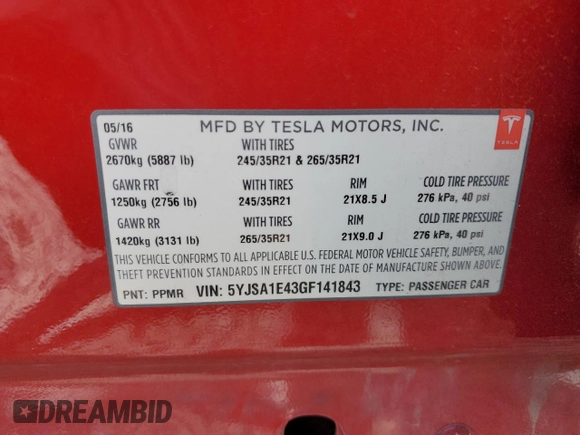 05/16 MFD BY TESLA MOTORS, INC.
TESLA
GVWR WITH TIRES
2670kg (5887 lb) 245/35R21 & 265/35R21
GAWR FRT WITH TIRES RIM COLD TIRE PRESSURE
1250kg (2756 lb) 245/35R21 21X8.5 J 276 kPa, 40 psi
GAWR RR WITH TIRES RIM COLD TIRE PRESSURE
1420kg (3131 lb) 265/35R21 21X9.0 J 276 kPa, 40 psi
THIS VEHICLE CONFORMS TO ALL APPLICABLE U.S. FEDERAL MOTOR VEHICLE SAFETY, BUMPER, AND
THEFT PREVENTION STANDARDS IN EFFECT ON THE DATE OF MANUFACTURE SHOWN ABOVE.
PNT: PPMR VIN: 5YJSA1E43GF141843 TYPE: PASSENGER CAR
DREAMBID